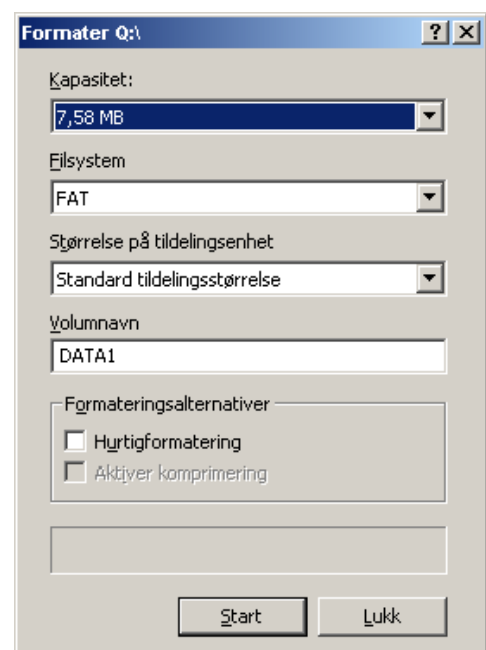 Formater Q:\
Kapasitet:
7,58 MB
Filsystem
FAT
Størrelse på tildelingsenhet
Standard tildelingsstørrelse
Volumnavn
DATA1
Formateringsalternativer
Hurtigformatering
Aktiver komprimering
Start Lukk